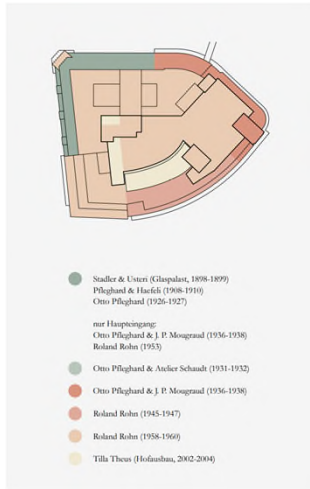 Stadler & Usteri (Glaspalast, 1898-1899)
Pfleghard & Haefeli (1908-1910)
Otto Pfleghard (1926-1927)
nur Haupteingang:
Otto Pfleghard & J. P. Mougraud (1936-1938)
Roland Rohn (1953)
Otto Pfleghard & Atelier Schaudt (1931-1932)
Otto Pfleghard & J. P. Mougraud (1936-1938)
Roland Rohn (1945-1947)
Roland Rohn (1958-1960)
Tilla Theus (Hofausbau, 2002-2004)